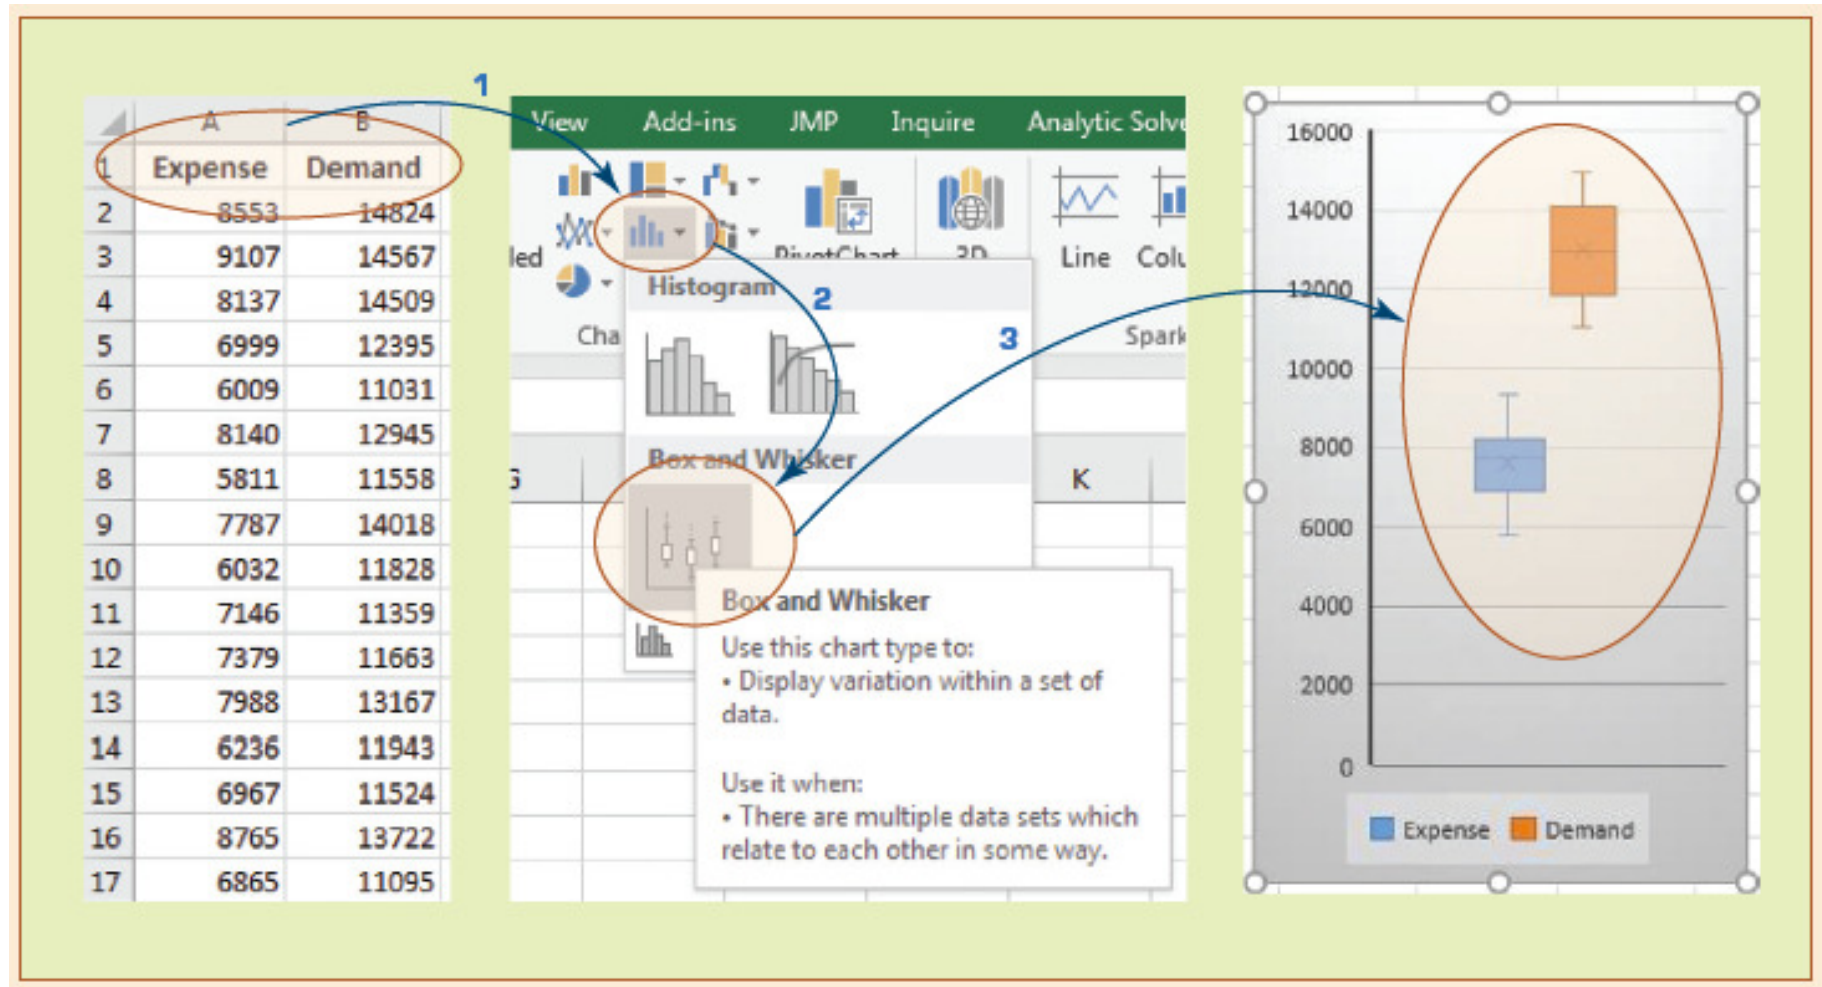 1
A B
1 Expense Demand
2 8553 14824
3 9107 14567
4 8137 14509
5 6999 12395
6 6009 11031
7 8140 12945
8 5811 11558
9 7787 14018
10 6032 11828
11 7146 11359
12 7379 11663
13 7988 13167
14 6236 11943
15 6967 11524
16 8765 13722
17 6865 11095
View Add-ins JMP Inquire Analytic Solve
led PivotChart 3D Line Colu
Histogram
2
Cha Spark
3
Box and Whisker
G K
Box and Whisker
Use this chart type to:
• Display variation within a set of
data.
Use it when:
• There are multiple data sets which
relate to each other in some way.
16000
14000
12000
10000
8000
6000
4000
2000
0
Expense Demand